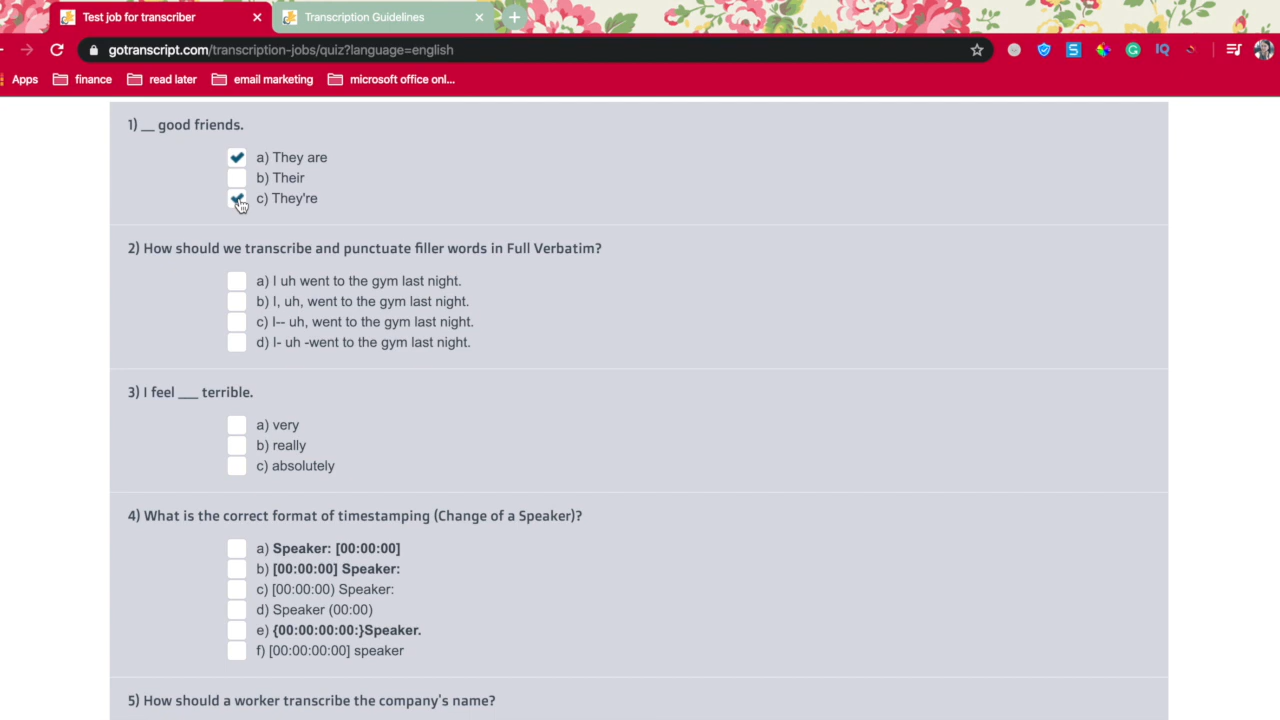 Test job for transcriber
Transcription Guidelines
gotranscript.com/transcription-jobs/quiz?language=english
Apps finance read later email marketing microsoft office onl...
1) __ good friends.
a) They are
b) Their
c) They're
2) How should we transcribe and punctuate filler words in Full Verbatim?
a) I uh went to the gym last night.
b) I, uh, went to the gym last night.
c) I-- uh, went to the gym last night.
d) I- uh -went to the gym last night.
3) I feel ___ terrible.
a) very
b) really
c) absolutely
4) What is the correct format of timestamping (Change of a Speaker)?
a) Speaker: [00:00:00]
b) [00:00:00] Speaker:
c) [00:00:00) Speaker:
d) Speaker (00:00)
e) {00:00:00:00:}Speaker.
f) [00:00:00:00] speaker
5) How should a worker transcribe the company's name?